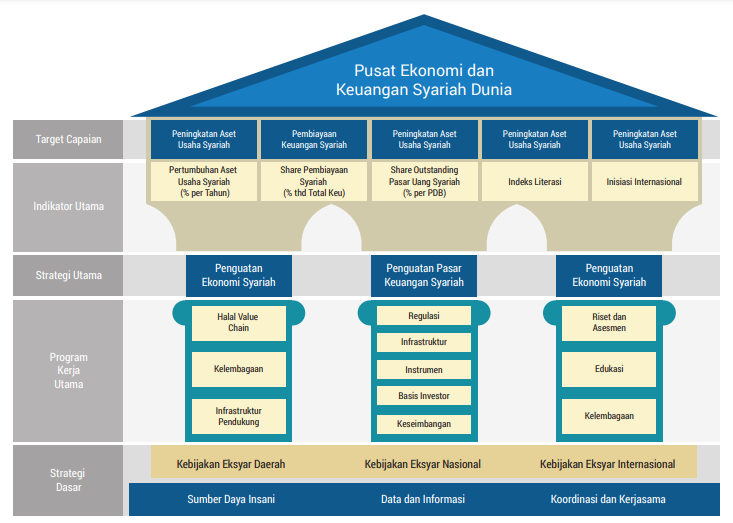 Pusat Ekonomi dan
Keuangan Syariah Dunia
Target Capaian
Peningkatan Aset
Usaha Syariah
Pembiayaan
Keuangan Syariah
Peningkatan Aset
Usaha Syariah
Peningkatan Aset
Usaha Syariah
Peningkatan Aset
Usaha Syariah
Indikator Utama
Pertumbuhan Aset
Usaha Syariah
(% per Tahun)
Share Pembiayaan
Syariah
(% thd Total Keu)
Share Outstanding
Pasar Uang Syariah
(% per PDB)
Indeks Literasi
Inisiasi Internasional
Strategi Utama
Penguatan
Ekonomi Syariah
Penguatan Pasar
Keuangan Syariah
Penguatan
Ekonomi Syariah
Program
Kerja
Utama
Halal Value
Chain
Kelembagaan
Infrastruktur
Pendukung
Regulasi
Infrastruktur
Instrumen
Basis Investor
Keseimbangan
Riset dan
Asesmen
Edukasi
Kelembagaan
Strategi
Dasar
Kebijakan Eksyar Daerah
Kebijakan Eksyar Nasional
Kebijakan Eksyar Internasional
Sumber Daya Insani
Data dan Informasi
Koordinasi dan Kerjasama